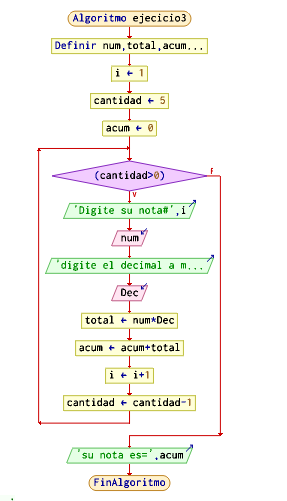 Algoritmo ejecicio3
Definir num,total,acum...
i ← 1
cantidad ← 5
acum ← 0
(cantidad>0)
F
V
'Digite su nota#',i
num
'digite el decimal a m...
Dec
total ← num*Dec
acum ← acum+total
i ← i+1
cantidad ← cantidad-1
'su nota es=',acum
FinAlgoritmo